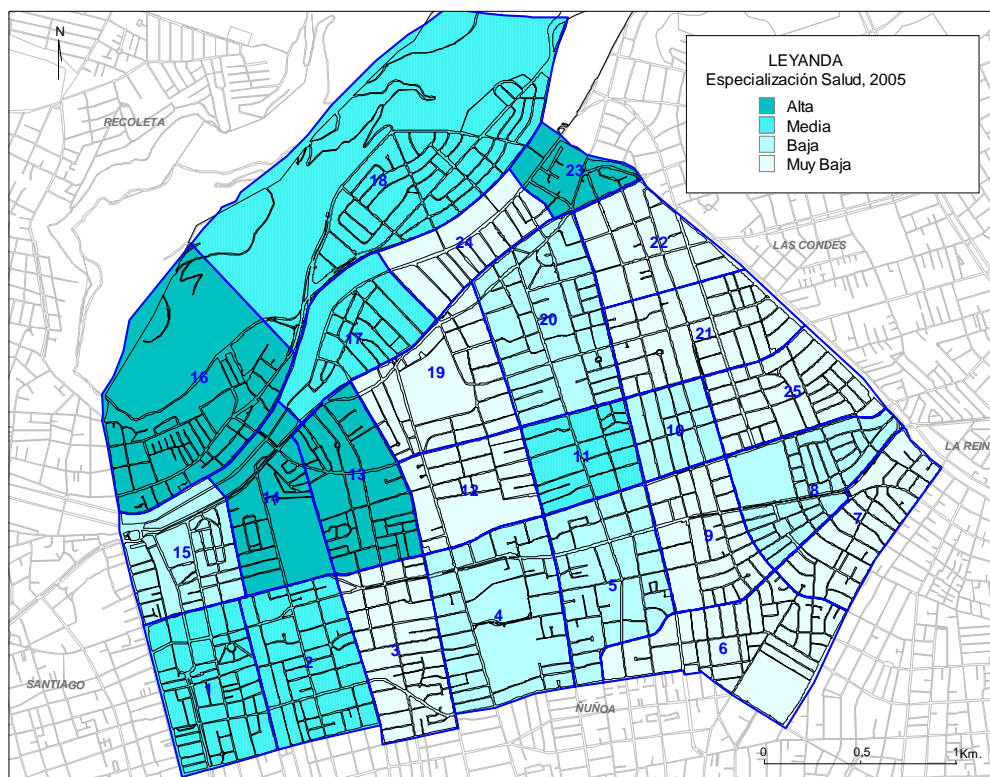 N
LEYANDA
Especialización Salud, 2005
Alta
Media
Baja
Muy Baja
RECOLETA
23
18
24
22
LAS CONDES
20
17
21
19
16
25
10
11
13
12
LA REIN
8
14
7
9
15
5
4
6
3
2
1
SANTIAGO
ÑUÑOA
0
0,5
1Km.